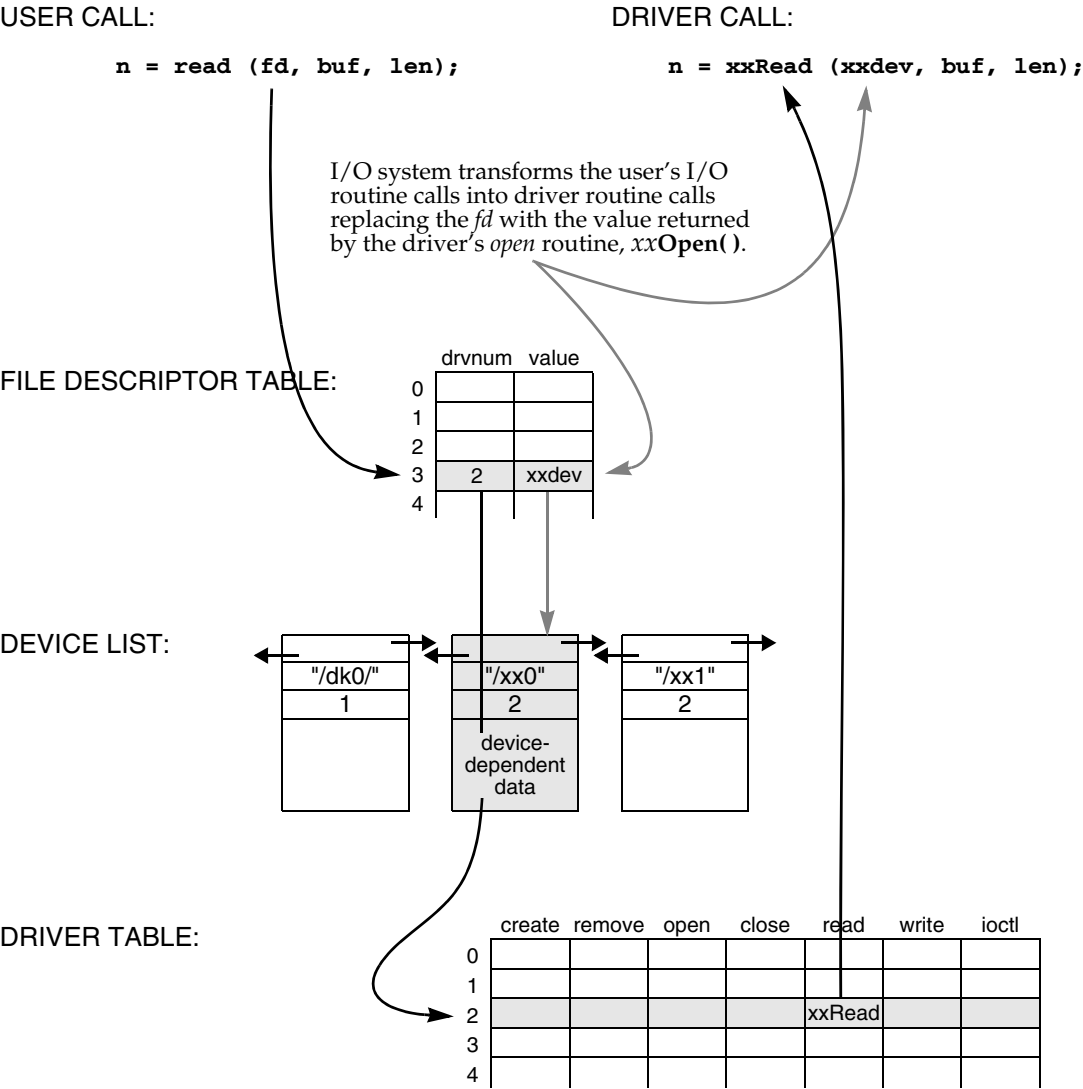 USER CALL:
DRIVER CALL:
n = read (fd, buf, len);
n = xxRead (xxdev, buf, len);
I/O system transforms the user's I/O
routine calls into driver routine calls
replacing the fd with the value returned
by the driver's open routine, xxOpen( ).
drvnum value
FILE DESCRIPTOR TABLE:
0
1
2
3 2 xxdev
4
DEVICE LIST:
"/dk0/" "/xx0" "/xx1"
1 2 2
device-
dependent
data
DRIVER TABLE:
create remove open close read write ioctl
0
1
2 xxRead
3
4